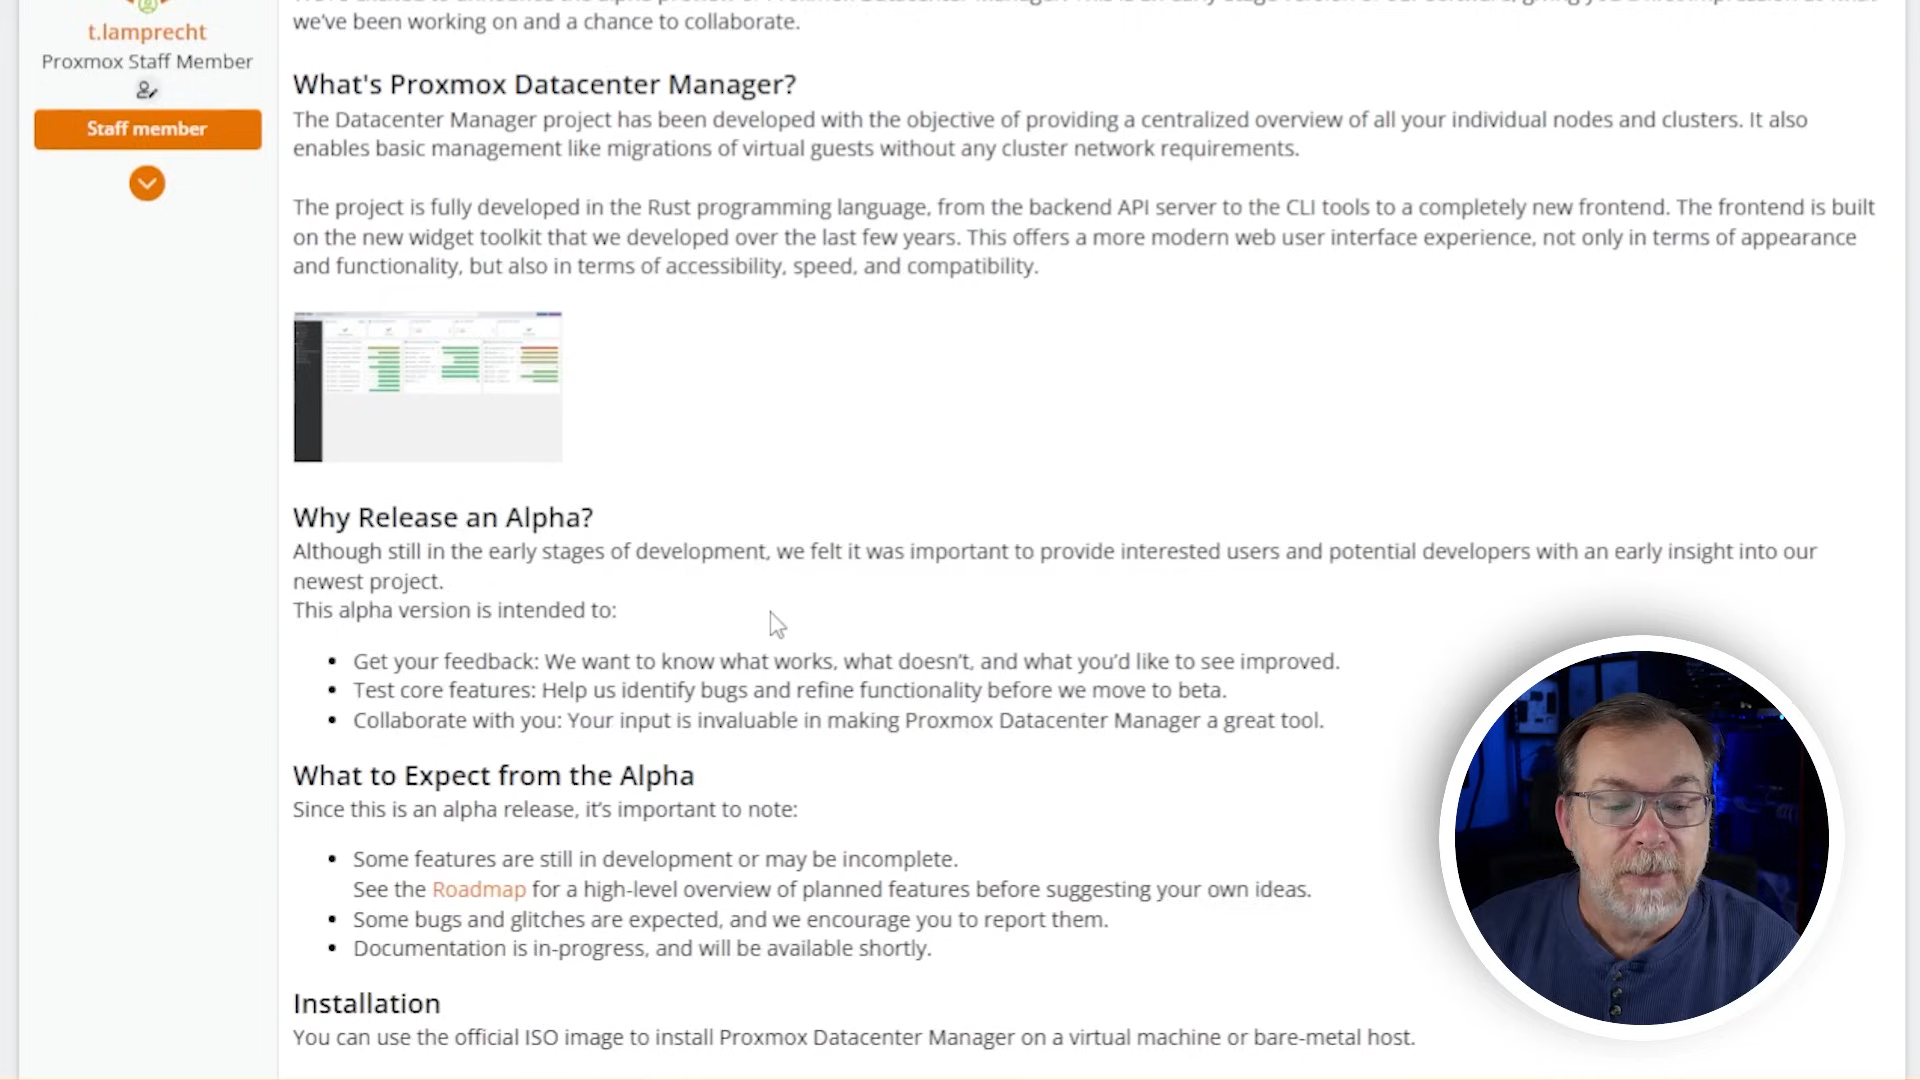 t.lamprecht
Proxmox Staff Member
Staff member
we've been working on and a chance to collaborate.
What's Proxmox Datacenter Manager?
The Datacenter Manager project has been developed with the objective of providing a centralized overview of all your individual nodes and clusters. It also
enables basic management like migrations of virtual guests without any cluster network requirements.
The project is fully developed in the Rust programming language, from the backend API server to the CLI tools to a completely new frontend. The frontend is built
on the new widget toolkit that we developed over the last few years. This offers a more modern web user interface experience, not only in terms of appearance
and functionality, but also in terms of accessibility, speed, and compatibility.
Why Release an Alpha?
Although still in the early stages of development, we felt it was important to provide interested users and potential developers with an early insight into our
newest project.
This alpha version is intended to:
• Get your feedback: We want to know what works, what doesn't, and what you'd like to see improved.
• Test core features: Help us identify bugs and refine functionality before we move to beta.
• Collaborate with you: Your input is invaluable in making Proxmox Datacenter Manager a great tool.
What to Expect from the Alpha
Since this is an alpha release, it's important to note:
• Some features are still in development or may be incomplete.
See the Roadmap for a high-level overview of planned features before suggesting your own ideas.
• Some bugs and glitches are expected, and we encourage you to report them.
• Documentation is in-progress, and will be available shortly.
Installation
You can use the official ISO image to install Proxmox Datacenter Manager on a virtual machine or bare-metal host.